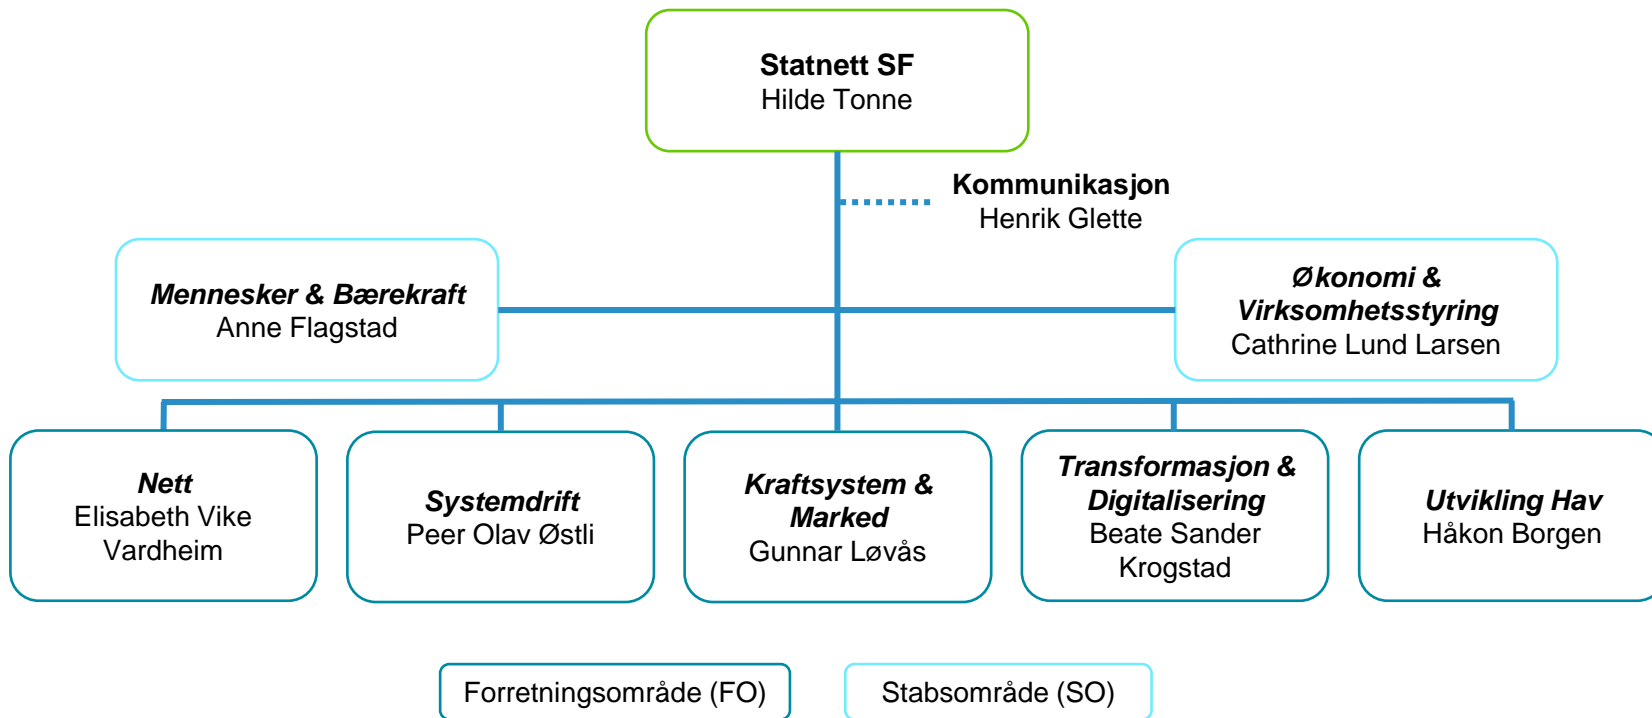 Statnett SF
Hilde Tonne
Kommunikasjon
Henrik Glette
Mennesker & Bærekraft
Anne Flagstad
Økonomi &
Virksomhetsstyring
Cathrine Lund Larsen
Nett
Elisabeth Vike
Vardheim
Systemdrift
Peer Olav Østli
Kraftsystem &
Marked
Gunnar Løvås
Transformasjon &
Digitalisering
Beate Sander
Krogstad
Utvikling Hav
Håkon Borgen
Forretningsområde (FO)
Stabsområde (SO)